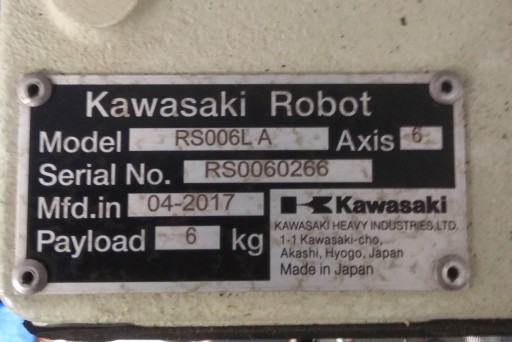 Kawasaki Robot
Model RS006L A Axis 6
Serial No. RS0060266
Mfd.in 04-2017
Payload 6 kg
Kawasaki
KAWASAKI HEAVY INDUSTRIES,LTD.
1-1 Kawasaki-cho,
Akashi, Hyogo, Japan
Made in Japan